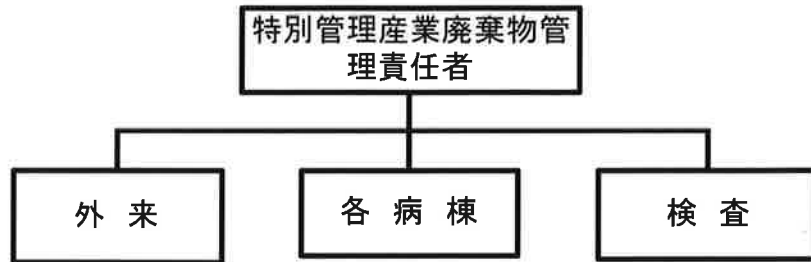 特別管理産業廃棄物管
理責任者
外 来
各 病 棟
検 査